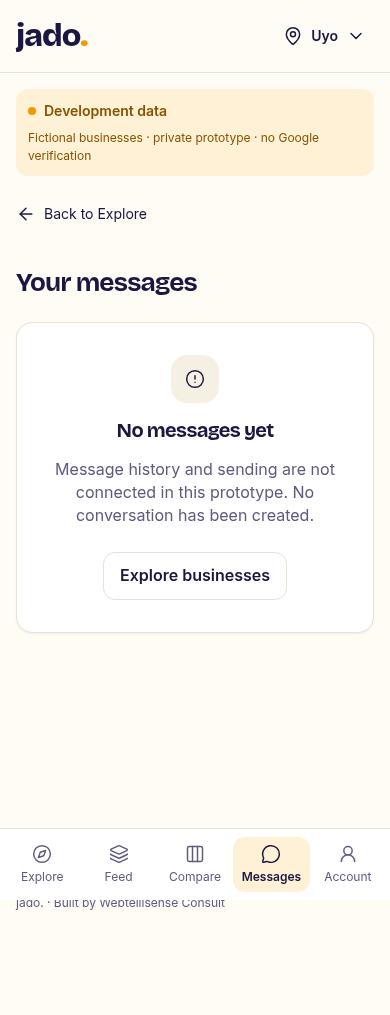 jado.
Uyo
Development data
Fictional businesses · private prototype · no Google
verification
Back to Explore
Your messages
No messages yet
Message history and sending are not
connected in this prototype. No
conversation has been created.
Explore businesses
Explore
Feed
Compare
Messages
Account
jado. · Built by Webtellisense Consult